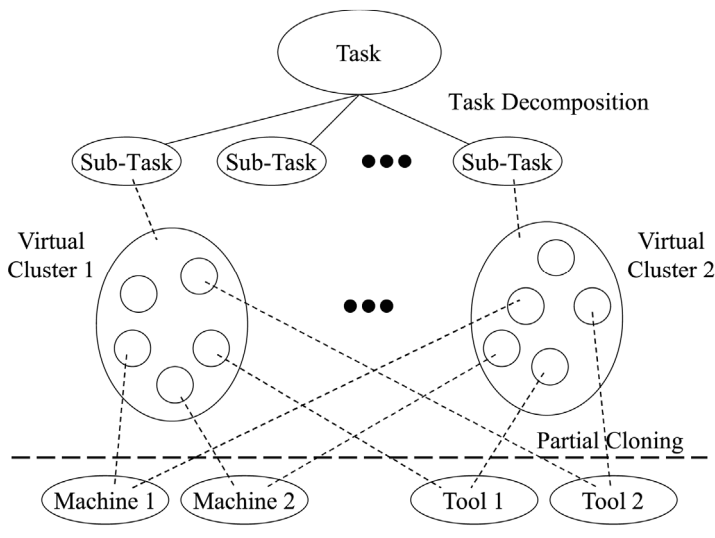 Task
Task Decomposition
Sub-Task
Sub-Task
Sub-Task
Virtual
Cluster 1
Virtual
Cluster 2
Partial Cloning
Machine 1
Machine 2
Tool 1
Tool 2